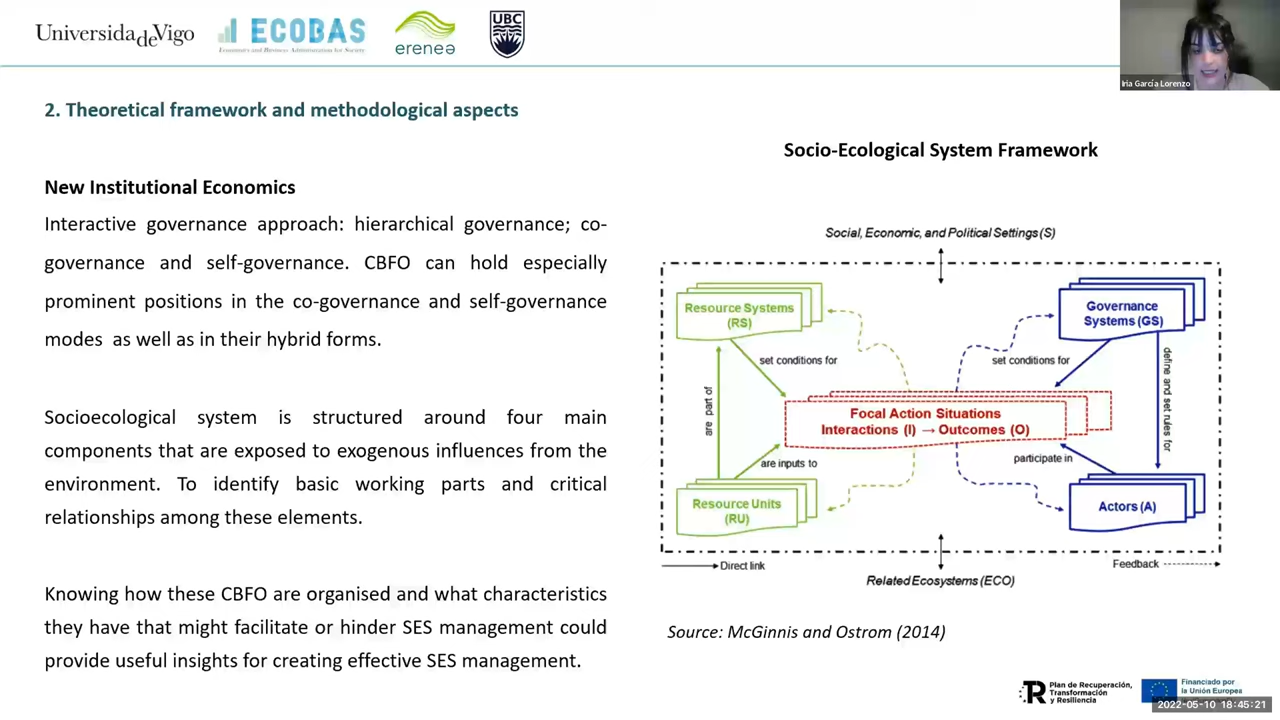 Universidade Vigo
ECOBAS
Economics and Business Administration for Society
erenea
UBC
Iria García Lorenzo
2. Theoretical framework and methodological aspects
New Institutional Economics
Interactive governance approach: hierarchical governance; co-
governance and self-governance. CBFO can hold especially
prominent positions in the co-governance and self-governance
modes as well as in their hybrid forms.
Socioecological system is structured around four main
components that are exposed to exogenous influences from the
environment. To identify basic working parts and critical
relationships among these elements.
Knowing how these CBFO are organised and what characteristics
they have that might facilitate or hinder SES management could
provide useful insights for creating effective SES management.
Socio-Ecological System Framework
Social, Economic, and Political Settings (S)
Resource Systems
(RS)
Governance
Systems (GS)
set conditions for
set conditions for
are part of
define and set rules for
Focal Action Situations
Interactions (I) → Outcomes (O)
are inputs to
participate in
Resource Units
(RU)
Actors (A)
Direct link
Related Ecosystems (ECO)
Feedback
Source: McGinnis and Ostrom (2014)
Plan de Recuperación,
Transformación
y Resiliencia
Financiado por
la Unión Europea
2022-05-10 18:45:21